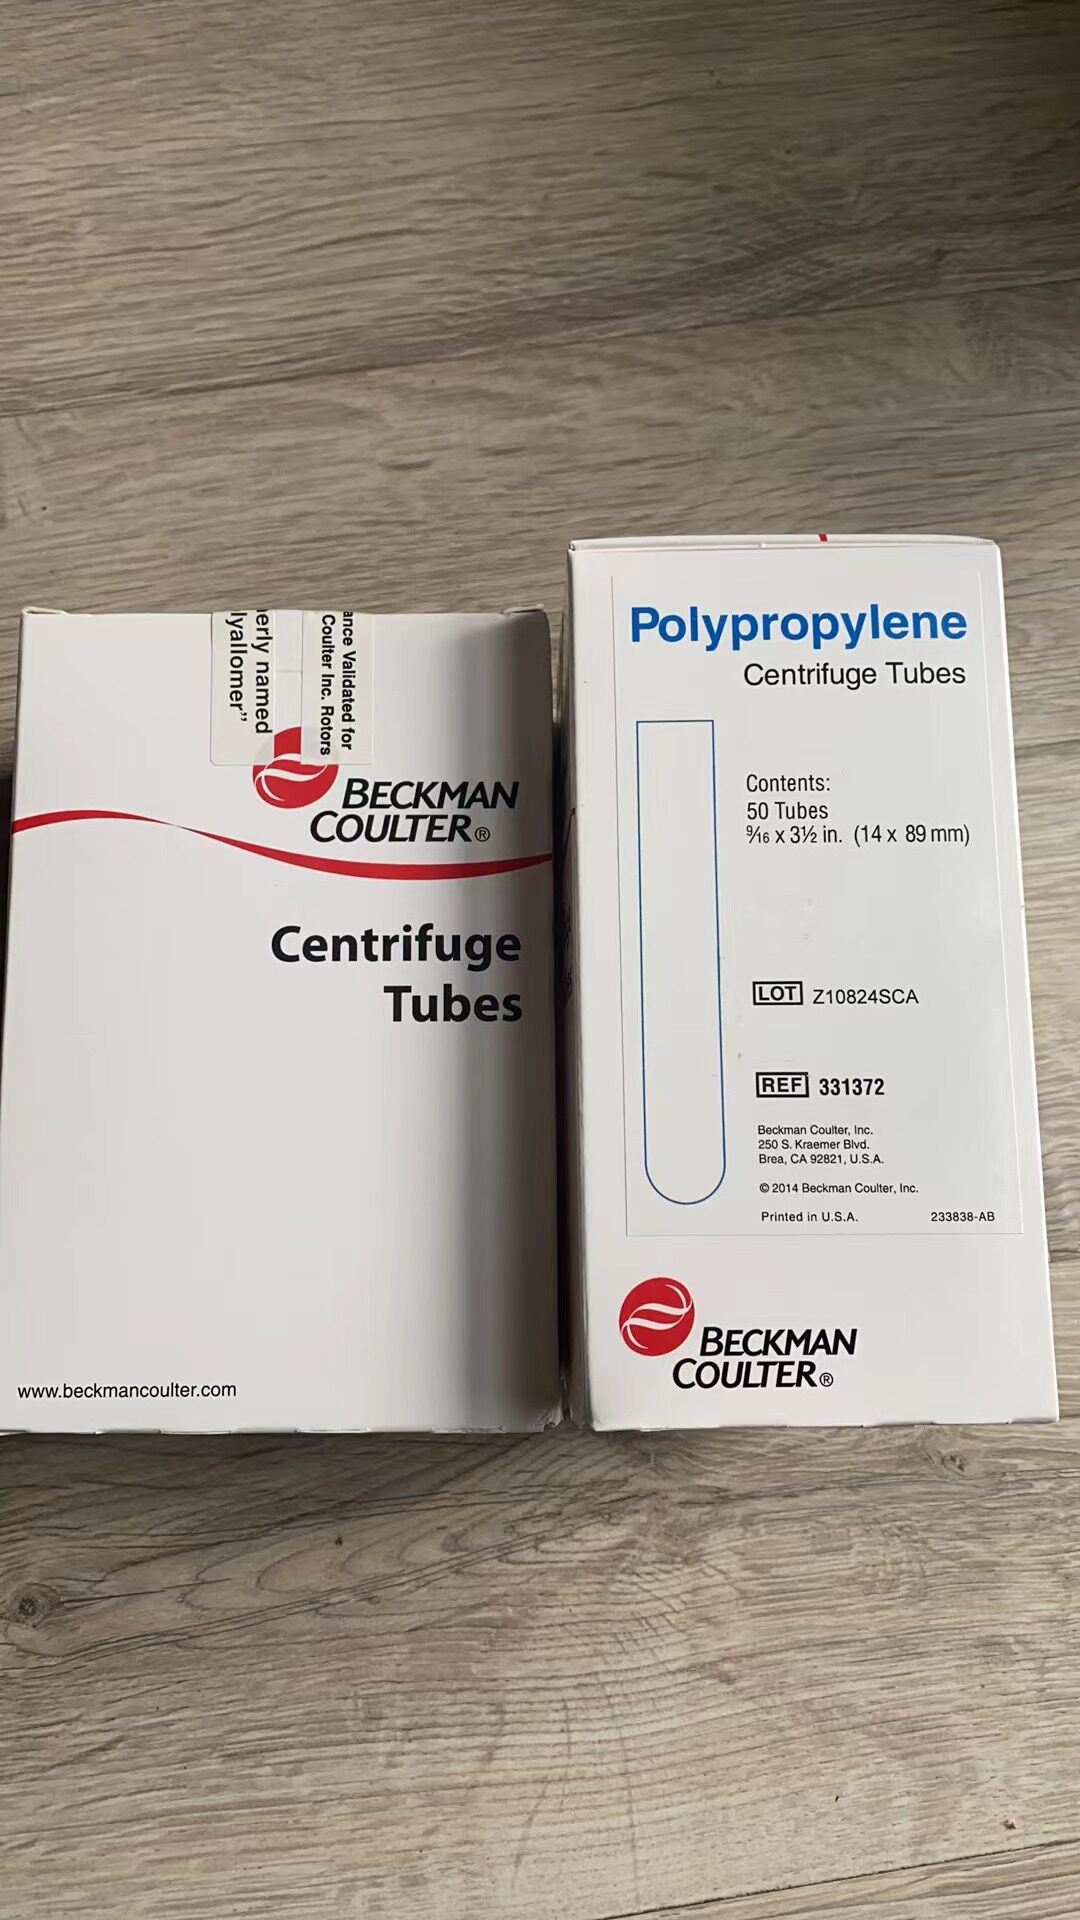 erly named
lyallomer”
ance Validated for
Coulter Inc. Rotors
BECKMAN
COULTER®
Centrifuge
Tubes
www.beckmancoulter.com
Polypropylene
Centrifuge Tubes
Contents:
50 Tubes
9⁄16 x 3½ in. (14 x 89 mm)
LOT Z10824SCA
REF 331372
Beckman Coulter, Inc.
250 S. Kraemer Blvd.
Brea, CA 92821, U.S.A.
© 2014 Beckman Coulter, Inc.
Printed in U.S.A. 233838-AB
BECKMAN
COULTER®